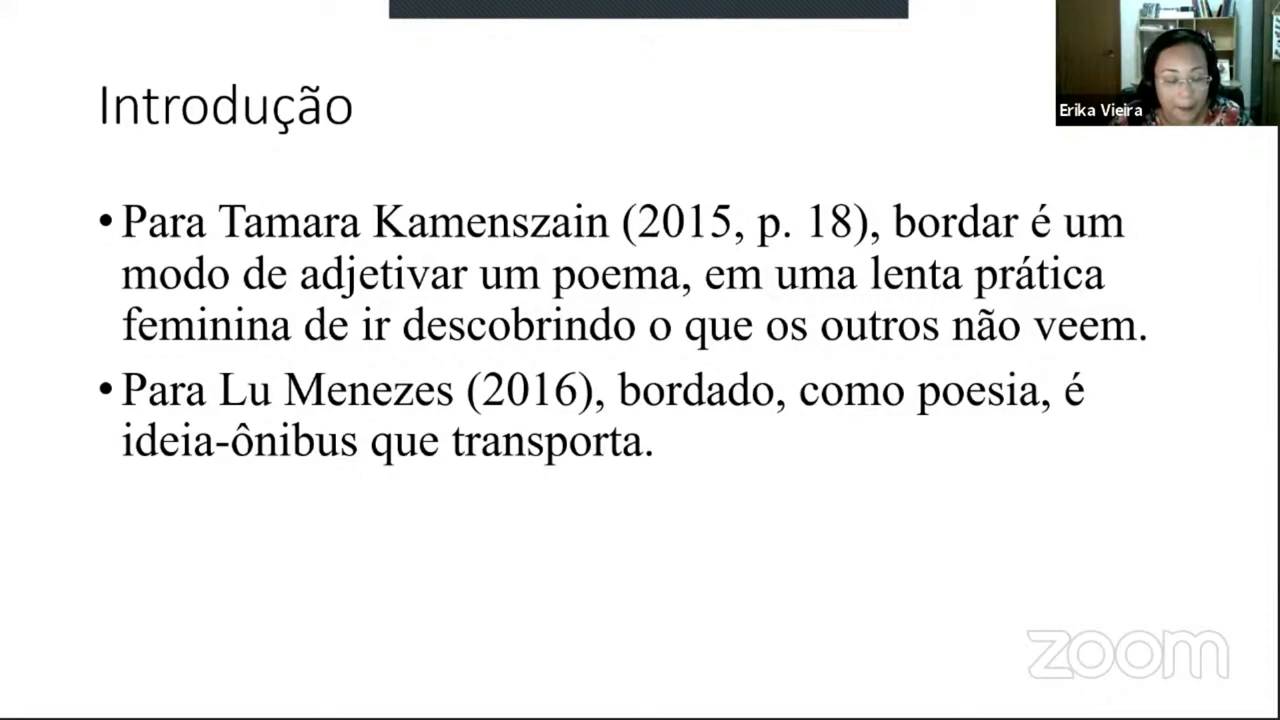 Introdução
Erika Vieira
•Para Tamara Kamenszain (2015, p. 18), bordar é um
modo de adjetivar um poema, em uma lenta prática
feminina de ir descobrindo o que os outros não veem.
•Para Lu Menezes (2016), bordado, como poesia, é
ideia-ônibus que transporta.
zoom